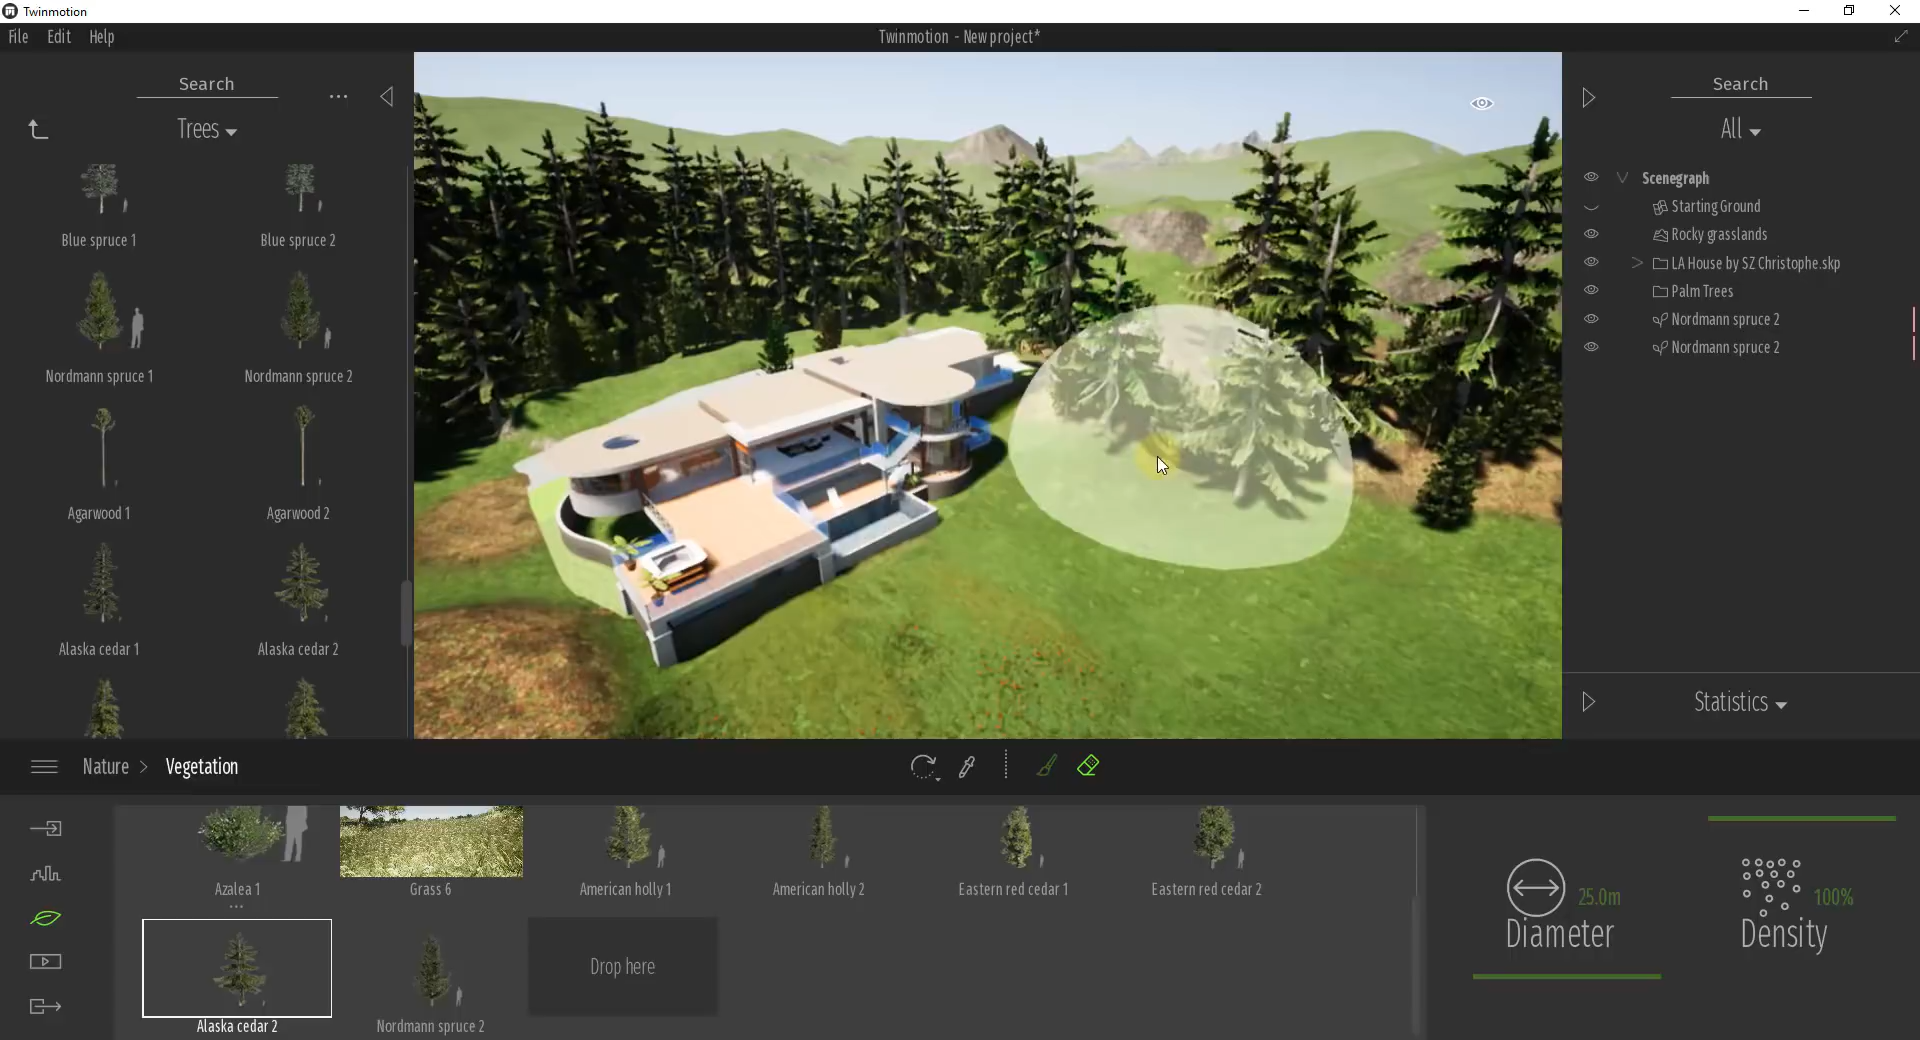 Twinmotion
File Edit Help
Twinmotion - New project*
Search
Trees
Blue spruce 1
Blue spruce 2
Nordmann spruce 1
Nordmann spruce 2
Agarwood 1
Agarwood 2
Alaska cedar 1
Alaska cedar 2
Search
All
Scenegraph
Starting Ground
Rocky grasslands
LA House by SZ Christophe.skp
Palm Trees
Nordmann spruce 2
Nordmann spruce 2
Statistics
Nature > Vegetation
Azalea 1
Grass 6
American holly 1
American holly 2
Eastern red cedar 1
Eastern red cedar 2
Alaska cedar 2
Nordmann spruce 2
Drop here
25.0m
Diameter
100%
Density